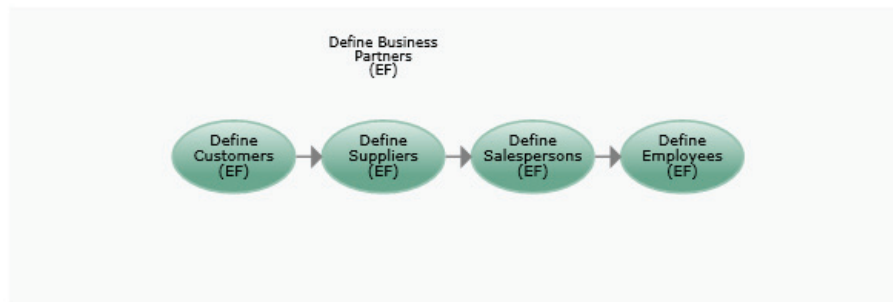 Define Business
Partners
(EF)
Define
Customers
(EF)
Define
Suppliers
(EF)
Define
Salespersons
(EF)
Define
Employees
(EF)